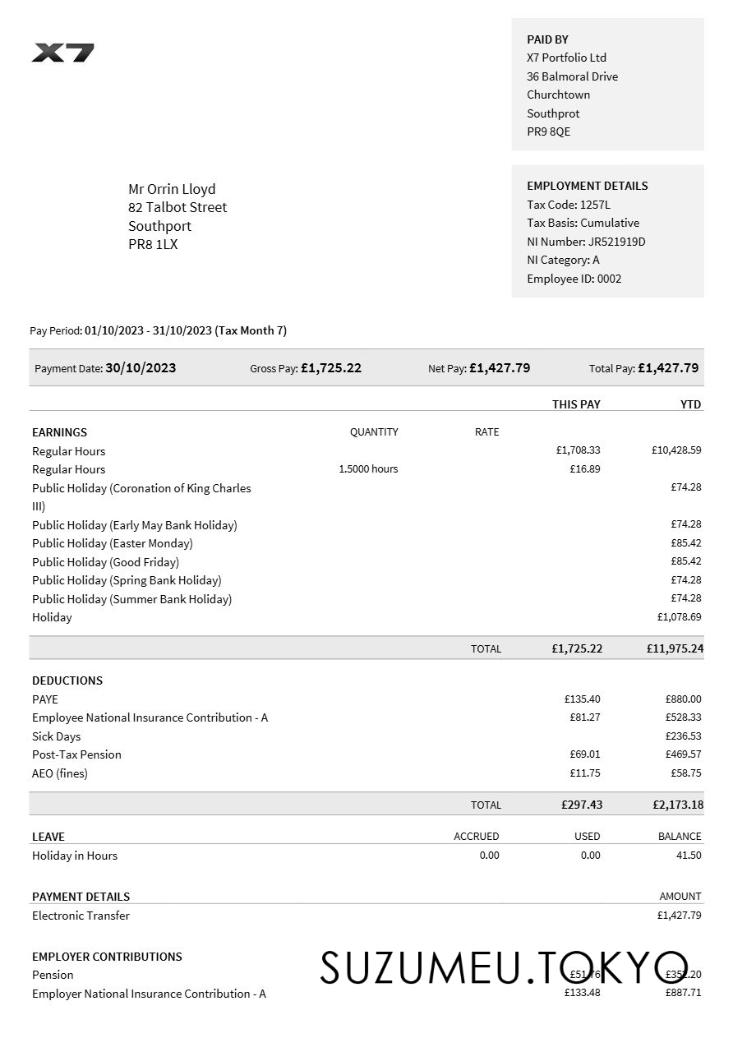 X7
PAID BY
X7 Portfolio Ltd
36 Balmoral Drive
Churchtown
Southprot
PR9 8QE
Mr Orrin Lloyd
82 Talbot Street
Southport
PR8 1LX
EMPLOYMENT DETAILS
Tax Code: 1257L
Tax Basis: Cumulative
NI Number: JR521919D
NI Category: A
Employee ID: 0002
Pay Period: 01/10/2023 - 31/10/2023 (Tax Month 7)
Payment Date: 30/10/2023 Gross Pay: £1,725.22 Net Pay: £1,427.79 Total Pay: £1,427.79
THIS PAY YTD
EARNINGS QUANTITY RATE
Regular Hours £1,708.33 £10,428.59
Regular Hours 1.5000 hours £16.89
Public Holiday (Coronation of King Charles £74.28
III)
Public Holiday (Early May Bank Holiday) £74.28
Public Holiday (Easter Monday) £85.42
Public Holiday (Good Friday) £85.42
Public Holiday (Spring Bank Holiday) £74.28
Public Holiday (Summer Bank Holiday) £74.28
Holiday £1,078.69
TOTAL £1,725.22 £11,975.24
DEDUCTIONS
PAYE £135.40 £880.00
Employee National Insurance Contribution - A £81.27 £528.33
Sick Days £236.53
Post-Tax Pension £69.01 £469.57
AEO (fines) £11.75 £58.75
TOTAL £297.43 £2,173.18
LEAVE ACCRUED USED BALANCE
Holiday in Hours 0.00 0.00 41.50
PAYMENT DETAILS AMOUNT
Electronic Transfer £1,427.79
EMPLOYER CONTRIBUTIONS
SUZUMEU.TOKYO
Pension
Employer National Insurance Contribution - A £133.48 £887.71